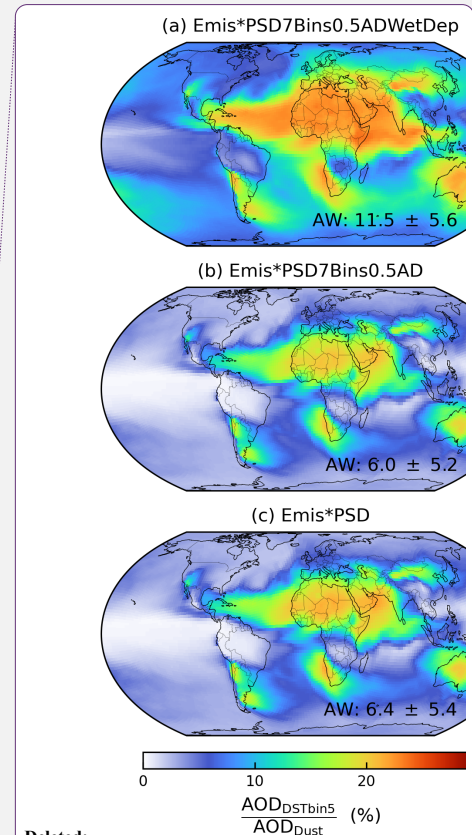 (a) Emis*PSD7Bins0.5ADWetDep
AW: 11.5 ± 5.6
(b) Emis*PSD7Bins0.5AD
AW: 6.0 ± 5.2
(c) Emis*PSD
AW: 6.4 ± 5.4
0 10 20
AOD_DSTbin5
AOD_Dust
(%)
Deleted: